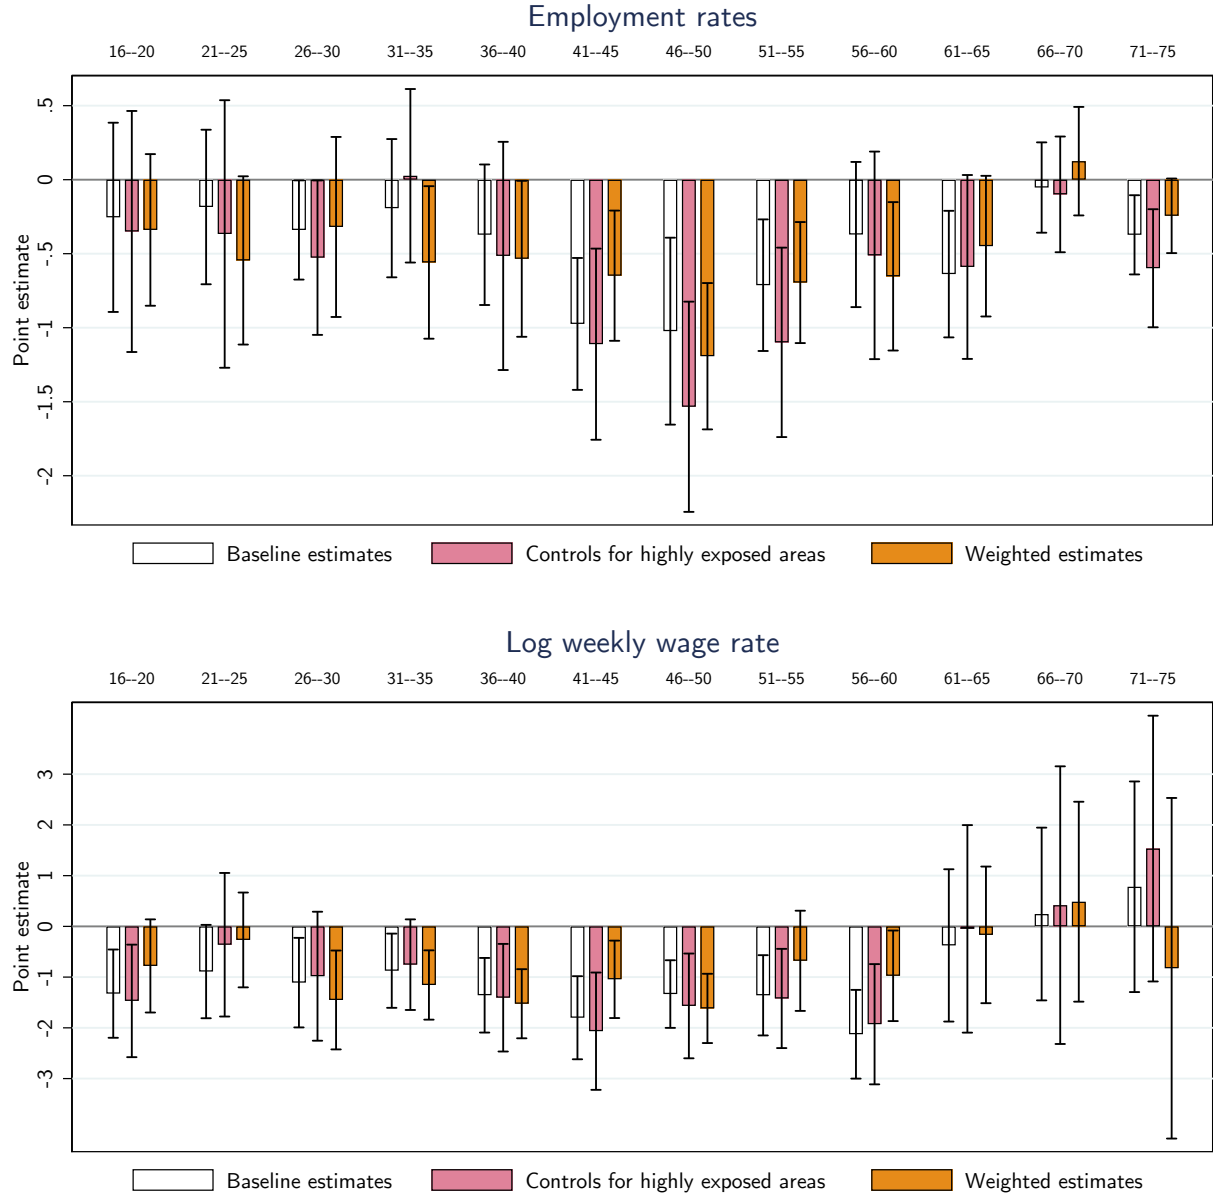 Employment rates
16--20 21--25 26--30 31--35 36--40 41--45 46--50 51--55 56--60 61--65 66--70 71--75
.5
0
-.5
-1
-1.5
-2
Point estimate
Baseline estimates Controls for highly exposed areas Weighted estimates
Log weekly wage rate
16--20 21--25 26--30 31--35 36--40 41--45 46--50 51--55 56--60 61--65 66--70 71--75
3
2
1
0
-1
-2
-3
Point estimate
Baseline estimates Controls for highly exposed areas Weighted estimates